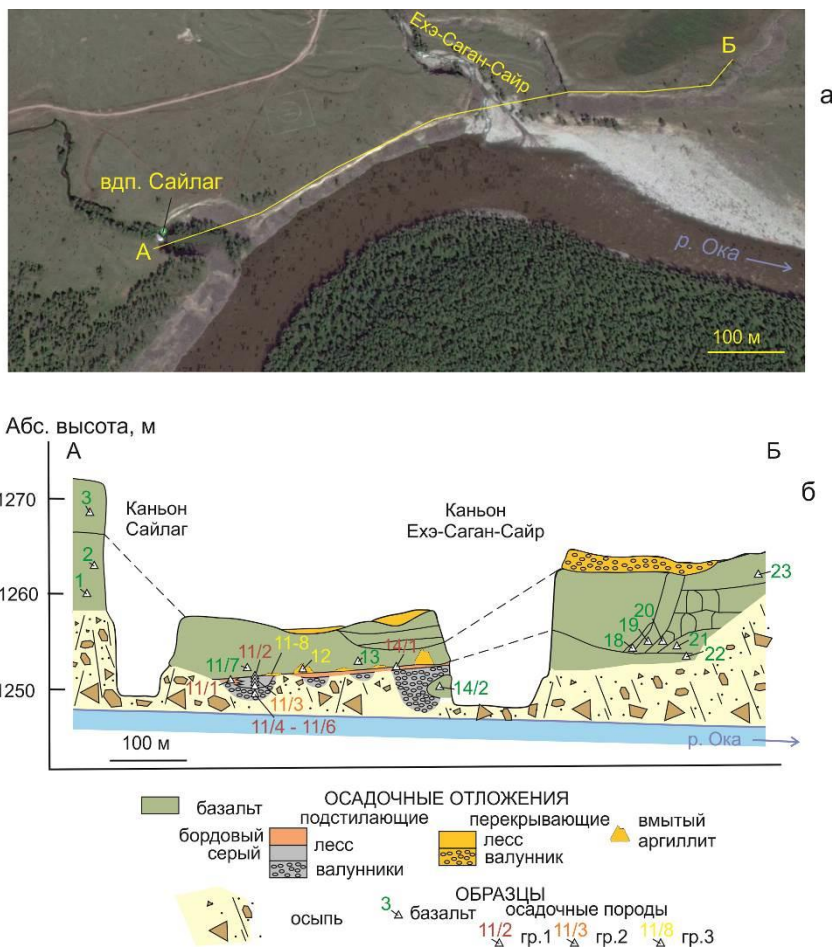 а
Ехэ-Саган-Сайр
Б
вдп. Сайлаг
А
р. Ока
100 м
Абс. высота, м
А
Б
б
1270
1260
1250
Каньон
Сайлаг
Каньон
Ехэ-Саган-Сайр
3
2
1
11/2
11-8
11/7
12
13
14/1
11/1
11/3
14/2
11/4 - 11/6
20
19
18
21
22
23
100 м
р. Ока
базальт
ОСАДОЧНЫЕ ОТЛОЖЕНИЯ
подстилающие
перекрывающие
вмытый
аргиллит
бордовый
серый
лесс
валунники
лесс
валунник
осыпь
ОБРАЗЦЫ
3 базальт
осадочные породы
11/2 гр.1 11/3 гр.2 11/8 гр.3